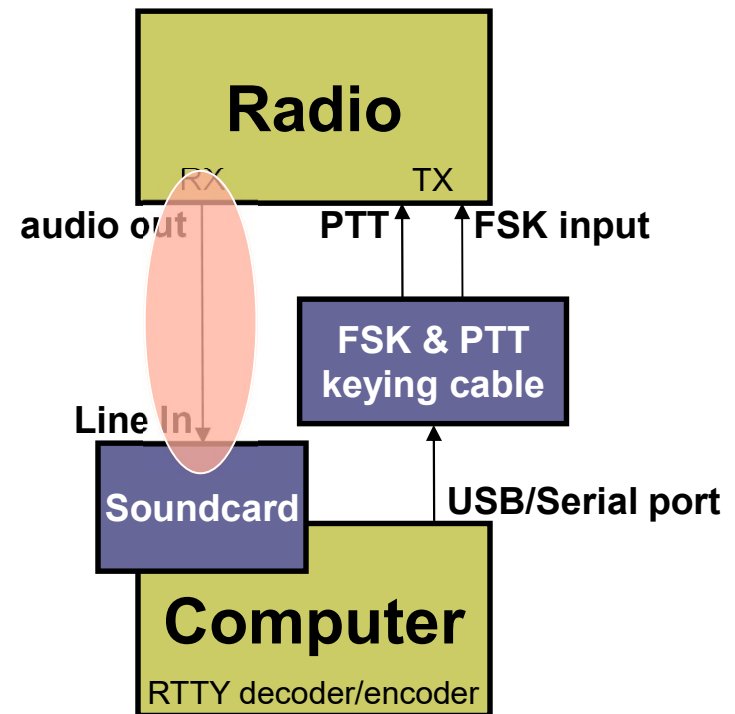 Radio
RX
TX
audio out
PTT
FSK input
FSK & PTT
keying cable
Line In
Soundcard
USB/Serial port
Computer
RTTY decoder/encoder